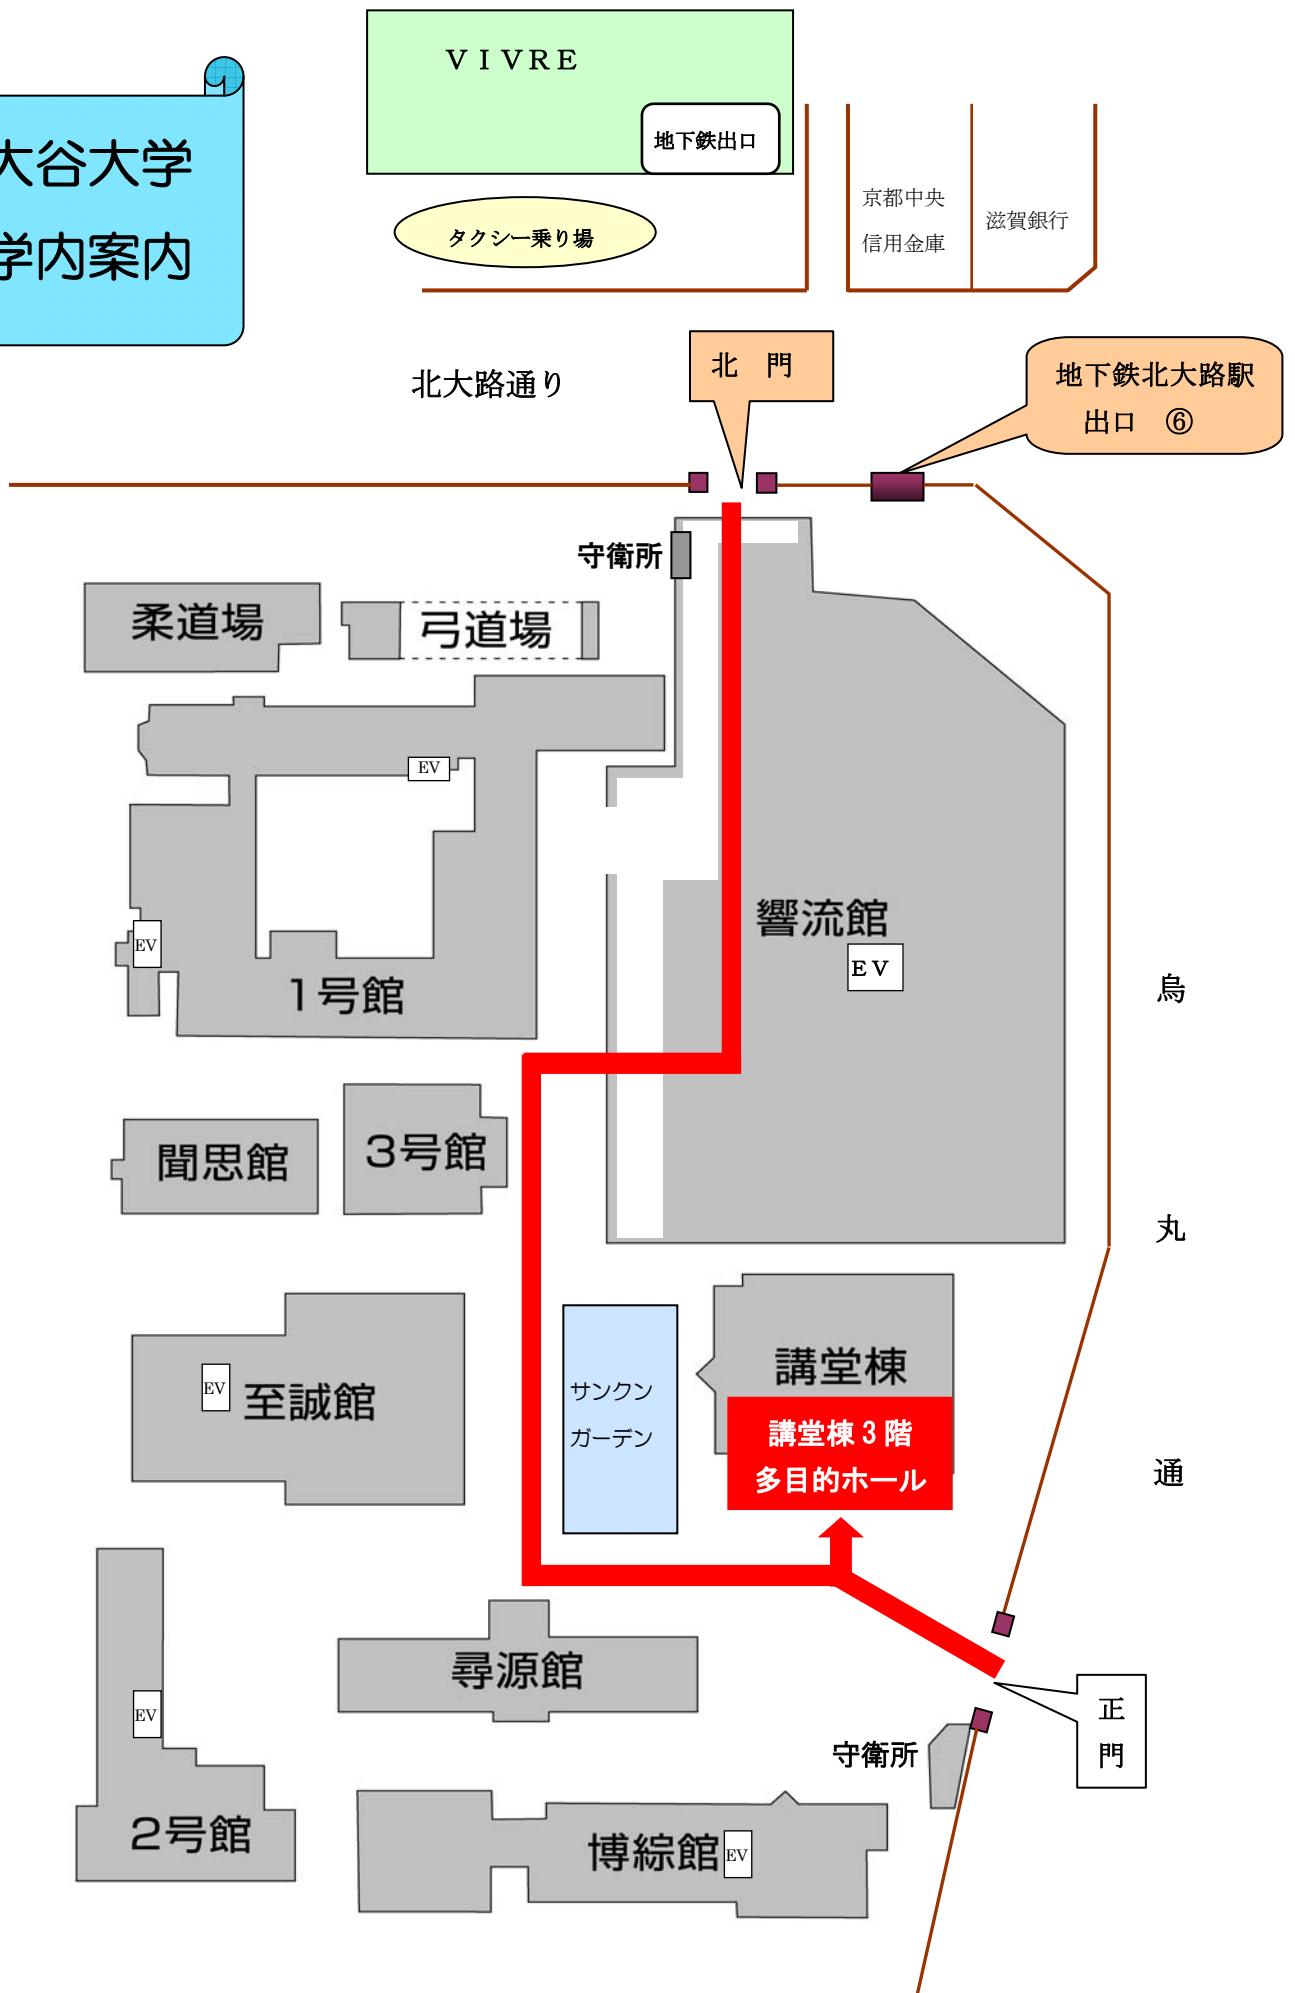 ＶＩＶＲＥ
地下鉄出口
大谷大学
学内案内
タクシー乗り場
京都中央
信用金庫
滋賀銀行
北大路通り
北　門
地下鉄北大路駅
出口　⑥
守衛所
柔道場
弓道場
EV
響流館
ＥＶ
EV
1号館
烏
丸
通
聞思館
3号館
サンクン
ガーデン
講堂棟
講堂棟３階
多目的ホール
EV
至誠館
尋源館
正
門
守衛所
EV
2号館
博綜館
EV